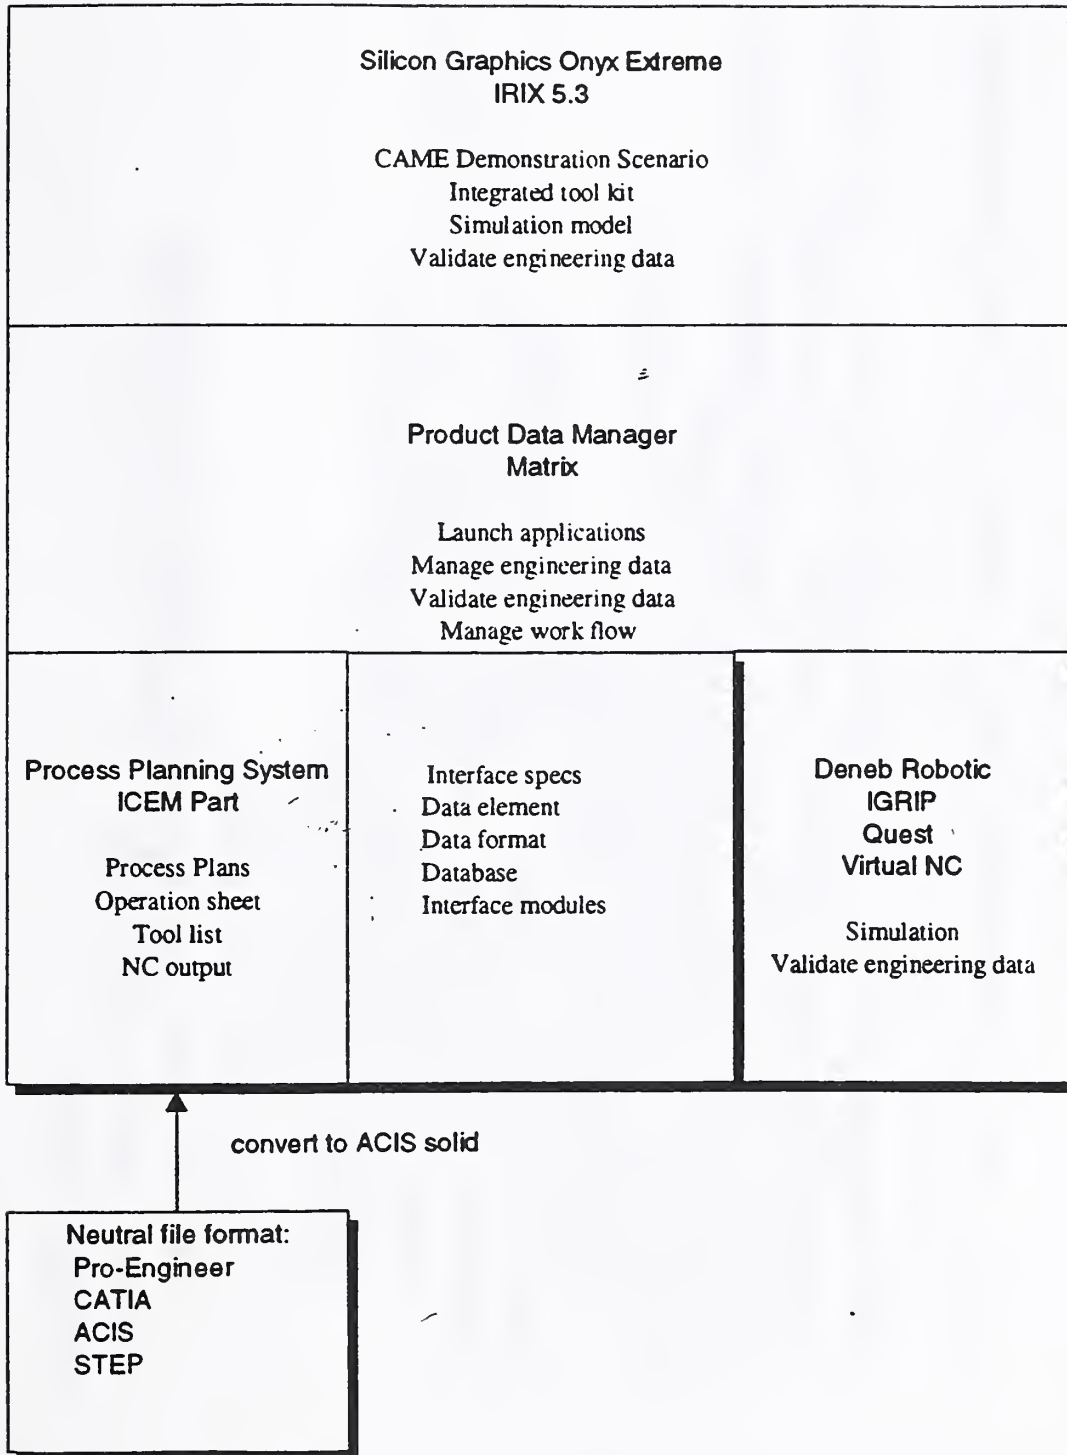 Silicon Graphics Onyx Extreme
IRIX 5.3
CAME Demonstration Scenario
Integrated tool kit
Simulation model
Validate engineering data
Product Data Manager
Matrix
Launch applications
Manage engineering data
Validate engineering data
Manage work flow
Process Planning System
ICEM Part
Process Plans
Operation sheet
Tool list
NC output
Interface specs
Data element
Data format
Database
Interface modules
Deneb Robotic
IGRIP
Quest
Virtual NC
Simulation
Validate engineering data
convert to ACIS solid
Neutral file format:
Pro-Engineer
CATIA
ACIS
STEP